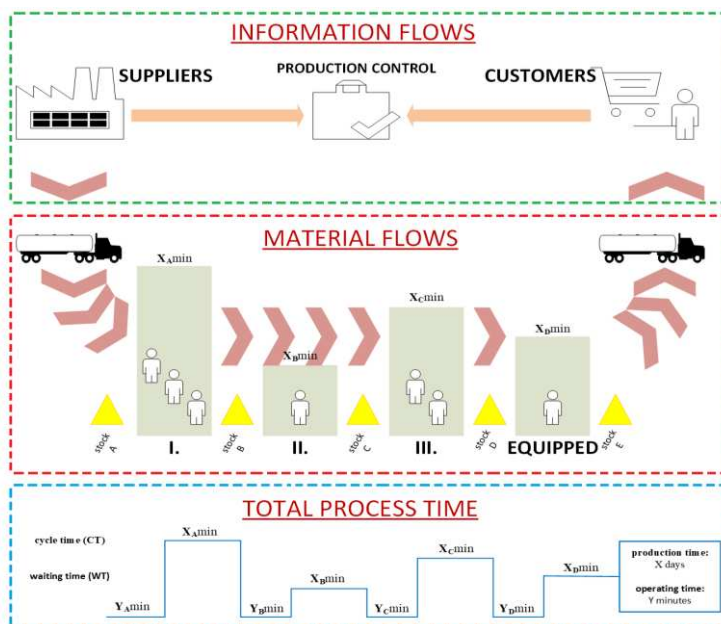 INFORMATION FLOWS
SUPPLIERS
PRODUCTION CONTROL
CUSTOMERS
MATERIAL FLOWS
XAmin
XBmin
XCmin
XDmin
stock A
I.
stock B
II.
stock C
III.
stock D
EQUIPPED
stock E
TOTAL PROCESS TIME
cycle time (CT)
waiting time (WT)
YAmin
XAmin
YBmin
XBmin
YCmin
XCmin
YDmin
XDmin
production time:
X days
operating time:
Y minutes